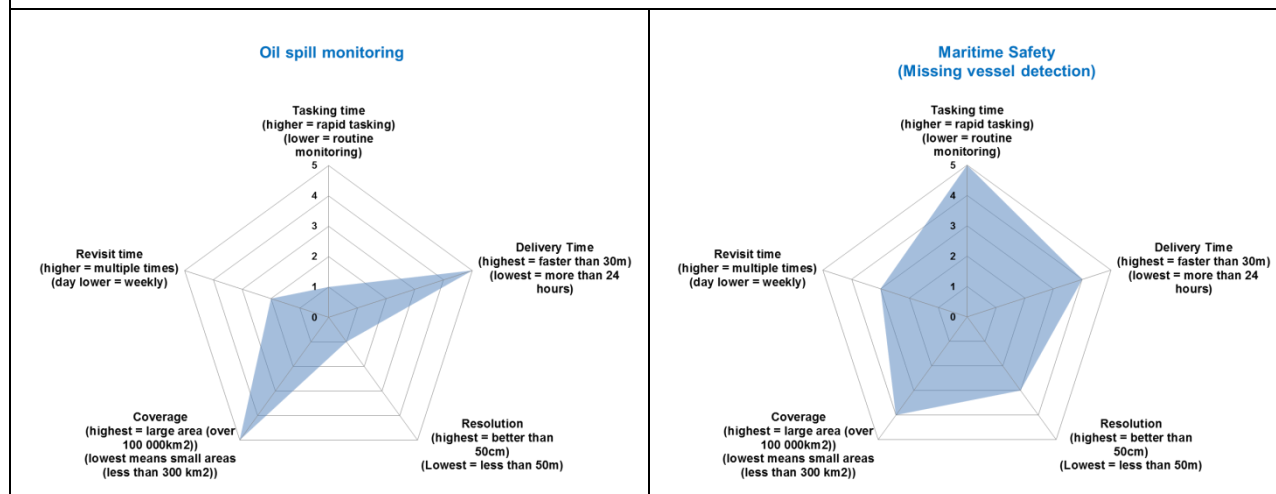 Oil spill monitoring
Tasking time
(higher = rapid tasking)
(lower = routine
monitoring)
5
4
3
2
1
0
Revisit time
(higher = multiple times)
(day lower = weekly)
Delivery Time
(highest = faster than 30m)
(lowest = more than 24
hours)
Coverage
(highest = large area (over
100 000km2))
(lowest means small areas
(less than 300 km2))
Resolution
(highest = better than
50cm)
(Lowest = less than 50m)
Maritime Safety
(Missing vessel detection)
Tasking time
(higher = rapid tasking)
(lower = routine
monitoring)
5
4
3
2
1
0
Revisit time
(higher = multiple times)
(day lower = weekly)
Delivery Time
(highest = faster than 30m)
(lowest = more than 24
hours)
Coverage
(highest = large area (over
100 000km2))
(lowest means small areas
(less than 300 km2))
Resolution
(highest = better than
50cm)
(Lowest = less than 50m)